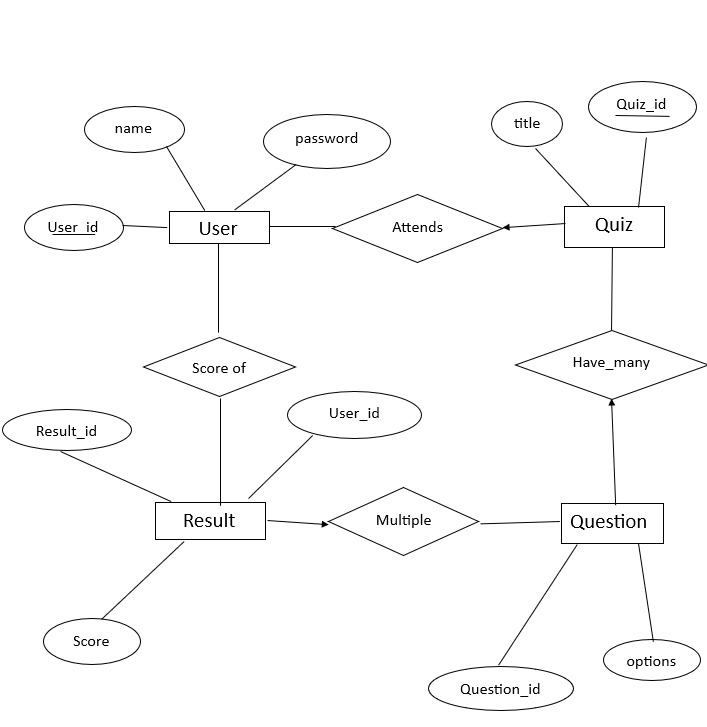 name
password
title
Quiz_id
User_id
User
Attends
Quiz
Score of
Have_many
Result_id
User_id
Result
Multiple
Question
Score
Question_id
options